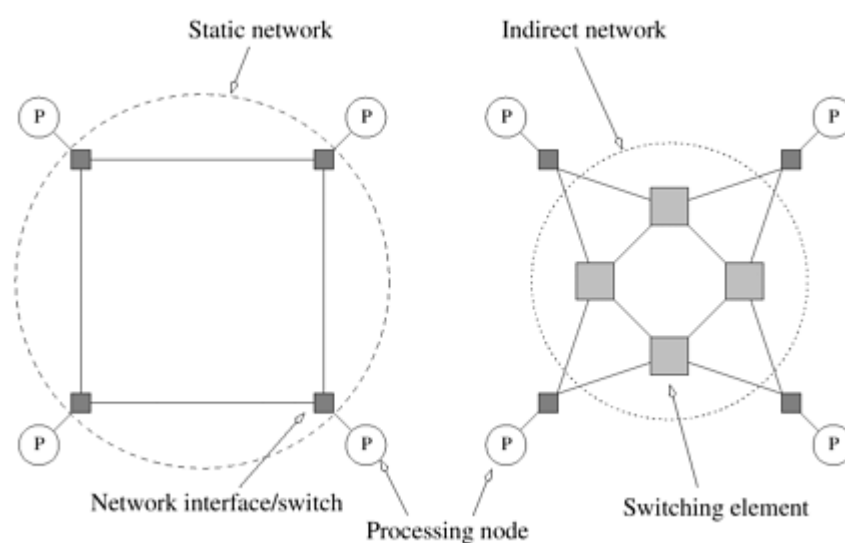 Static network
Indirect network
P
P
P
P
P
P
P
P
Network interface/switch
Processing node
Switching element